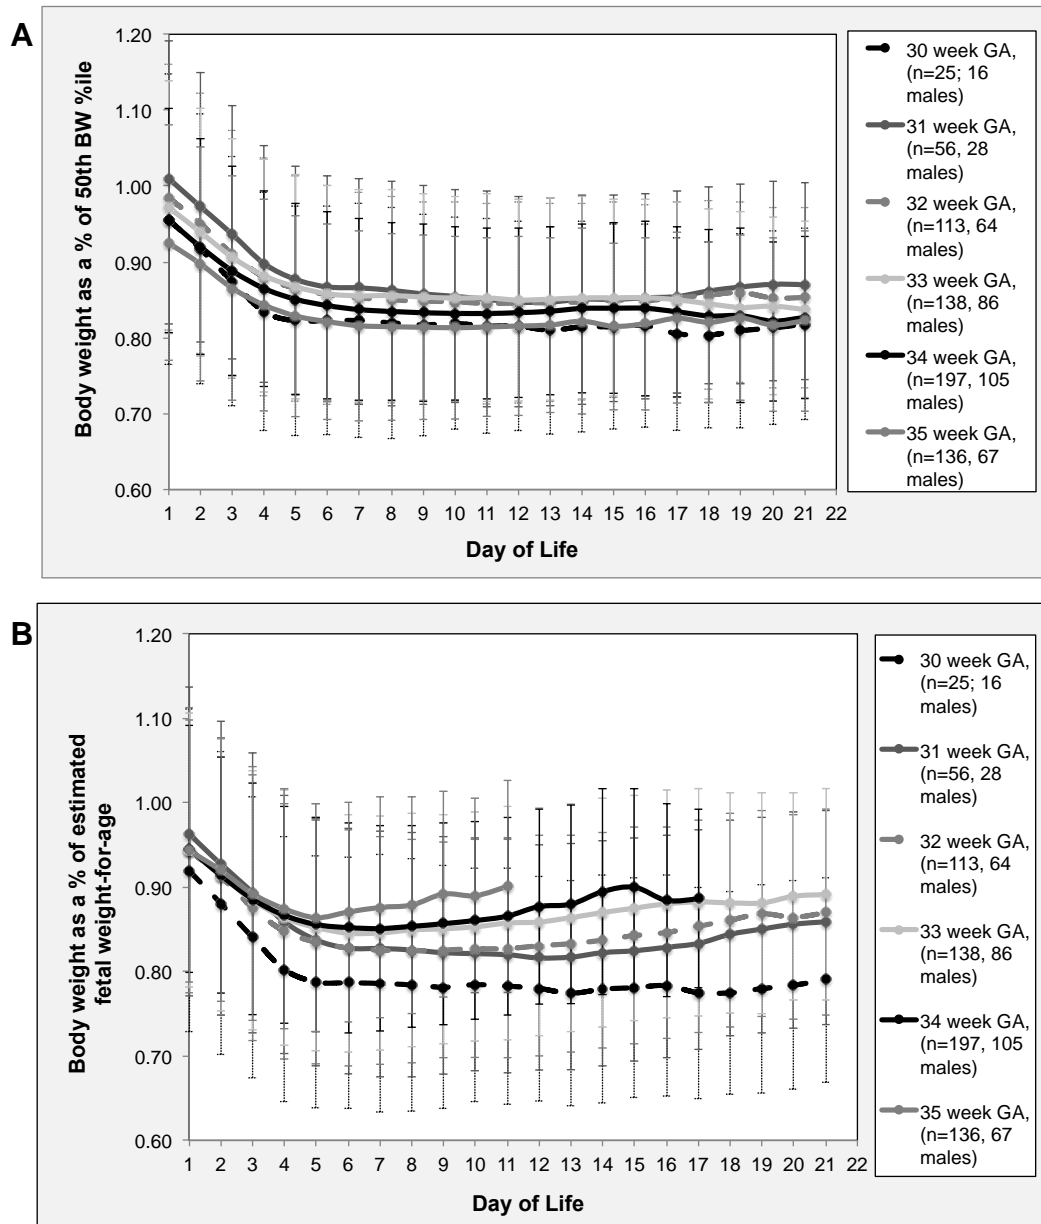 A
Body weight as a % of 50th BW %ile
1.20
1.10
1.00
0.90
0.80
0.70
0.60
1 2 3 4 5 6 7 8 9 10 11 12 13 14 15 16 17 18 19 20 21 22
Day of Life
30 week GA,
(n=25; 16
males)
31 week GA,
(n=56, 28
males)
32 week GA,
(n=113, 64
males)
33 week GA,
(n=138, 86
males)
34 week GA,
(n=197, 105
males)
35 week GA,
(n=136, 67
males)
B
Body weight as a % of estimated
fetal weight-for-age
1.20
1.10
1.00
0.90
0.80
0.70
0.60
1 2 3 4 5 6 7 8 9 10 11 12 13 14 15 16 17 18 19 20 21 22
Day of Life
30 week GA,
(n=25; 16
males)
31 week GA,
(n=56, 28
males)
32 week GA,
(n=113, 64
males)
33 week GA,
(n=138, 86
males)
34 week GA,
(n=197, 105
males)
35 week GA,
(n=136, 67
males)